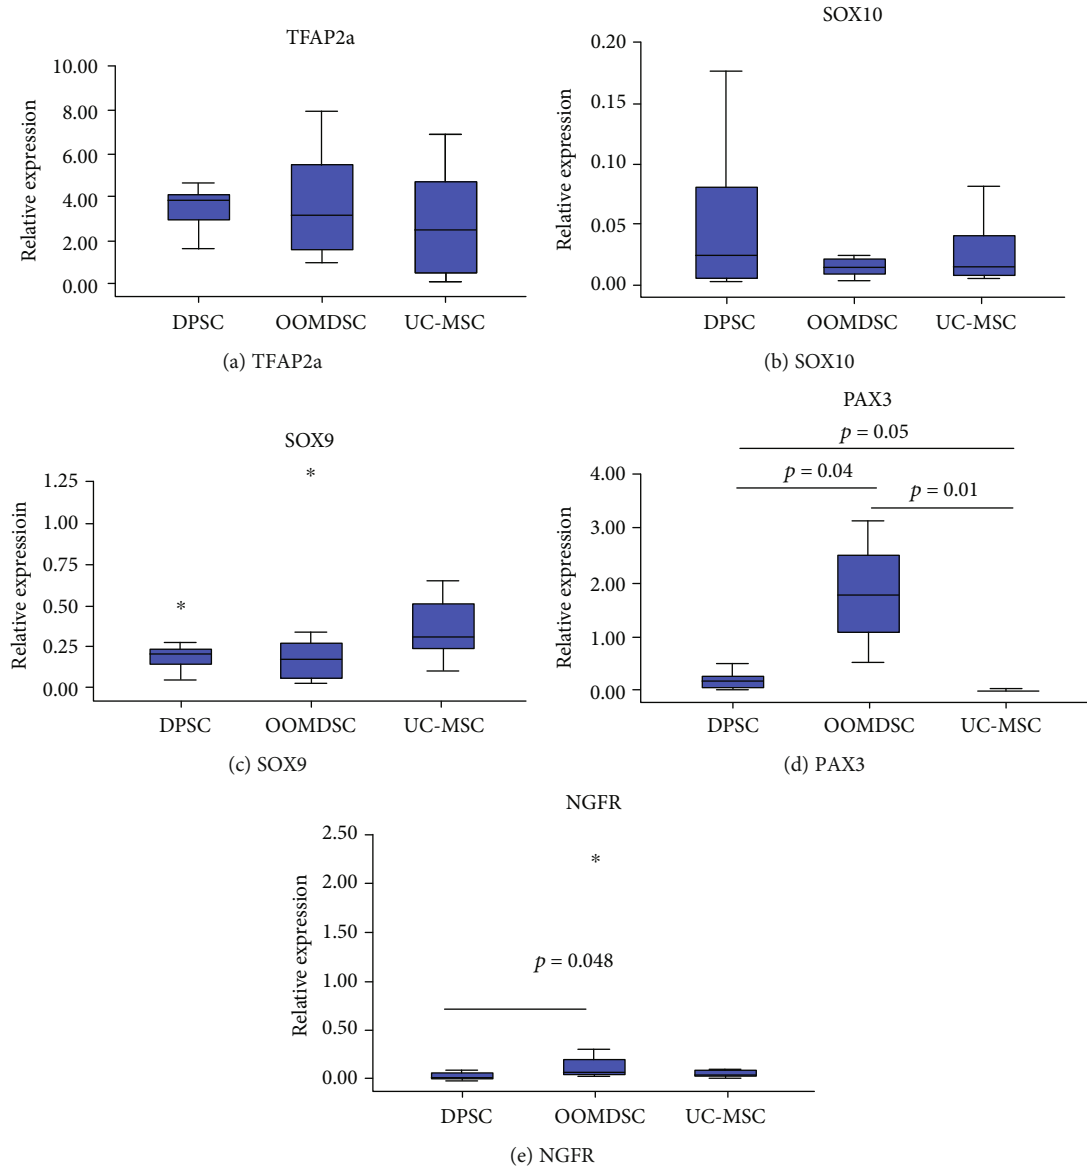 TFAP2a
10.00
8.00
6.00
4.00
2.00
0.00
Relative expression
DPSC OOMDSC UC-MSC
(a) TFAP2a
SOX10
0.20
0.15
0.10
0.05
0.00
Relative expression
DPSC OOMDSC UC-MSC
(b) SOX10
SOX9
1.25
1.00
0.75
0.50
0.25
0.00
Relative expressioin
*
*
DPSC OOMDSC UC-MSC
(c) SOX9
PAX3
p = 0.05
p = 0.04
p = 0.01
4.00
3.00
2.00
1.00
0.00
Relative expression
DPSC OOMDSC UC-MSC
(d) PAX3
NGFR
2.50
2.00
1.50
1.00
0.50
0.00
Relative expression
*
p = 0.048
DPSC OOMDSC UC-MSC
(e) NGFR